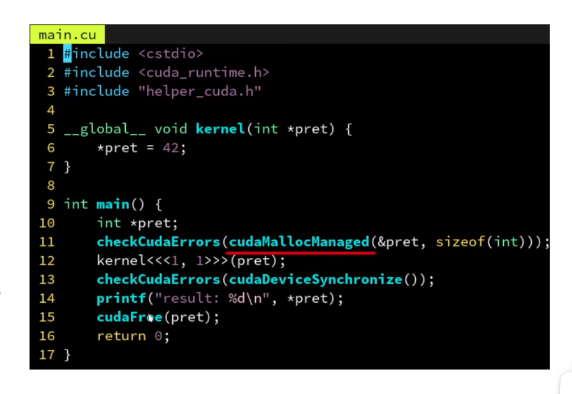 main.cu
1 #include <cstdio>
2 #include <cuda_runtime.h>
3 #include "helper_cuda.h"
4
5 __global__ void kernel(int *pret) {
6     *pret = 42;
7 }
8
9 int main() {
10     int *pret;
11     checkCudaErrors(cudaMallocManaged(&pret, sizeof(int)));
12     kernel<<<1, 1>>>(pret);
13     checkCudaErrors(cudaDeviceSynchronize());
14     printf("result: %d\n", *pret);
15     cudaFree(pret);
16     return 0;
17 }